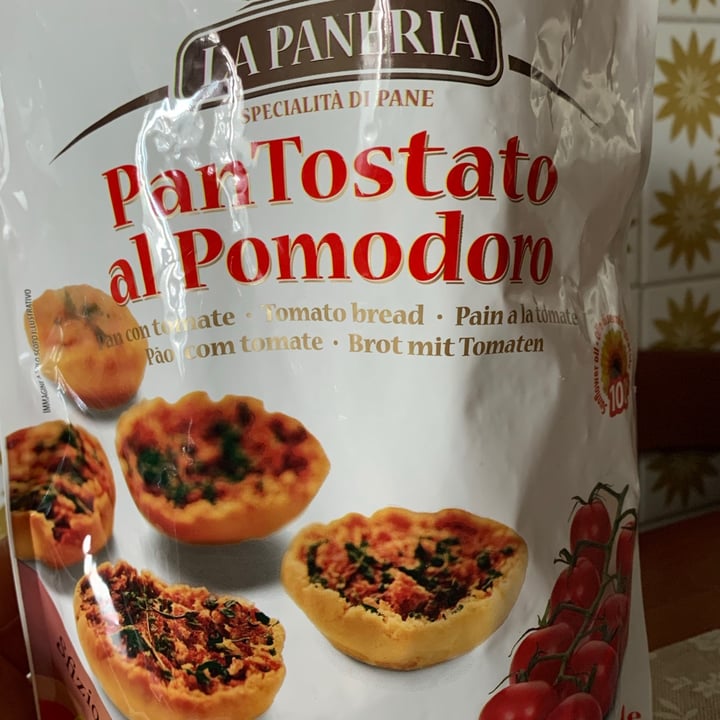 LA PANERIA
SPECIALITÀ DI PANE
PanTostato
al Pomodoro
Pan con tomate • Tomato bread • Pain a la tomate
Pão com tomate • Brot mit Tomaten
sfizio